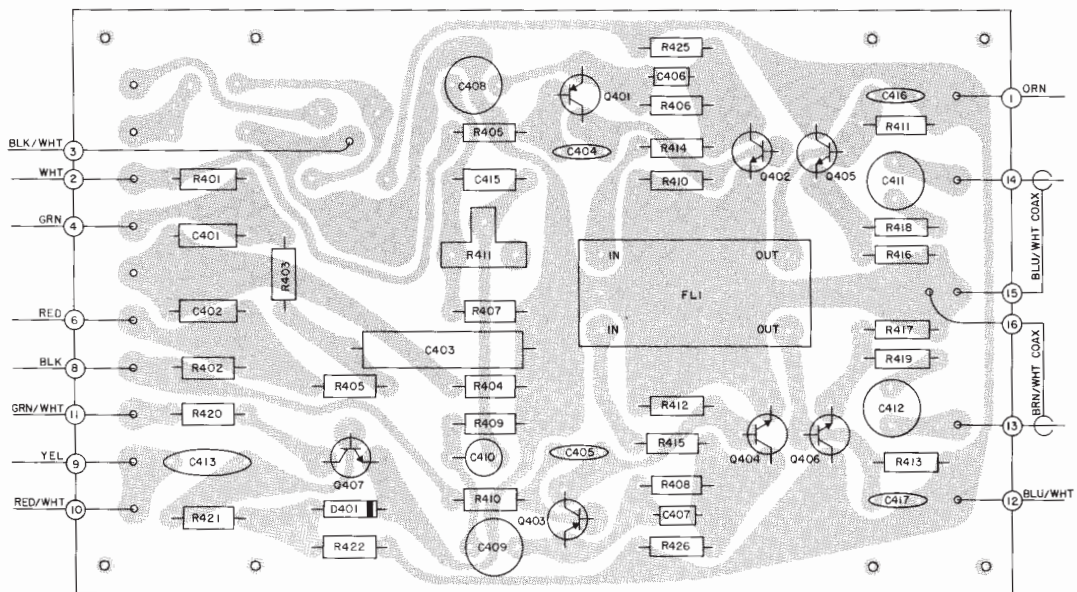 R425
C406
C408
Q401
R406
C416
1
ORN
R411
R405
BLK/WHT
3
C404
R414
Q402
Q405
WHT
2
R401
C415
R410
C411
14
GRN
4
C401
R418
R411
R403
IN
OUT
R416
BLU/WHT COAX
FL1
15
RED
6
C402
R407
IN
OUT
16
R417
C403
R419
BLK
8
R402
R405
R404
BRN/WHT COAX
R412
C412
GRN/WHT
11
R420
R409
13
R415
YEL
9
C413
C410
C405
Q404
Q406
R413
Q407
R408
RED/WHT
10
R410
C417
12
BLU/WHT
D401
R421
Q403
C407
R422
C409
R426